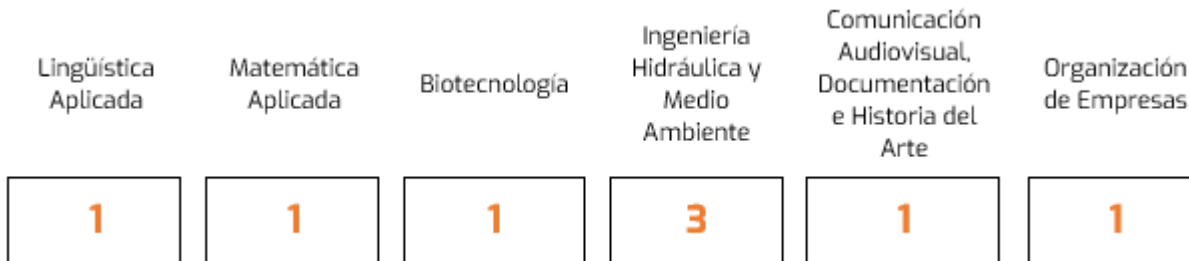 Lingüística
Aplicada
Matemática
Aplicada
Biotecnología
Ingeniería
Hidráulica y
Medio
Ambiente
Comunicación
Audiovisual,
Documentación
e Historia del
Arte
Organización
de Empresas
1
1
1
3
1
1